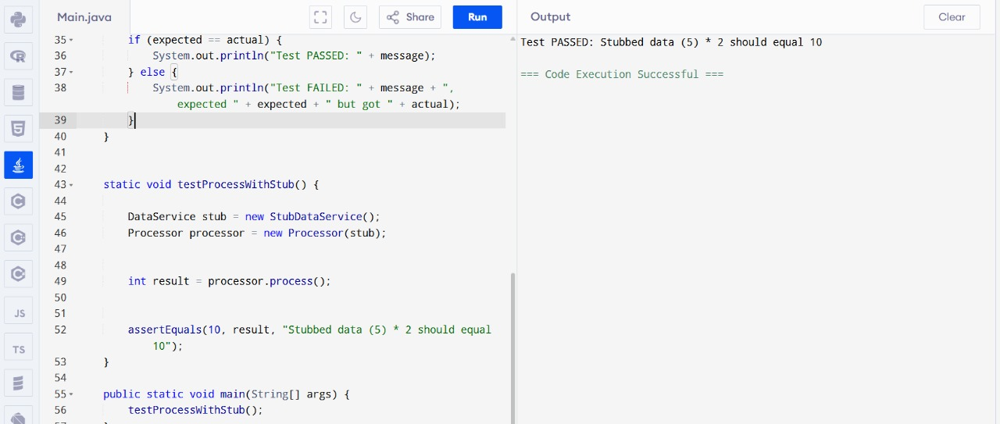 Main.java
Share
Run
Output
Clear
35 if (expected == actual) {
36 System.out.println("Test PASSED: " + message);
37 } else {
38 System.out.println("Test FAILED: " + message + ",
expected " + expected + " but got " + actual);
39 }
40 }
41
42
43 static void testProcessWithStub() {
44
45 DataService stub = new StubDataService();
46 Processor processor = new Processor(stub);
47
48
49 int result = processor.process();
50
51
52 assertEquals(10, result, "Stubbed data (5) * 2 should equal
10");
53 }
54
55 public static void main(String[] args) {
56 testProcessWithStub();
Test PASSED: Stubbed data (5) * 2 should equal 10
=== Code Execution Successful ===
JS
TS